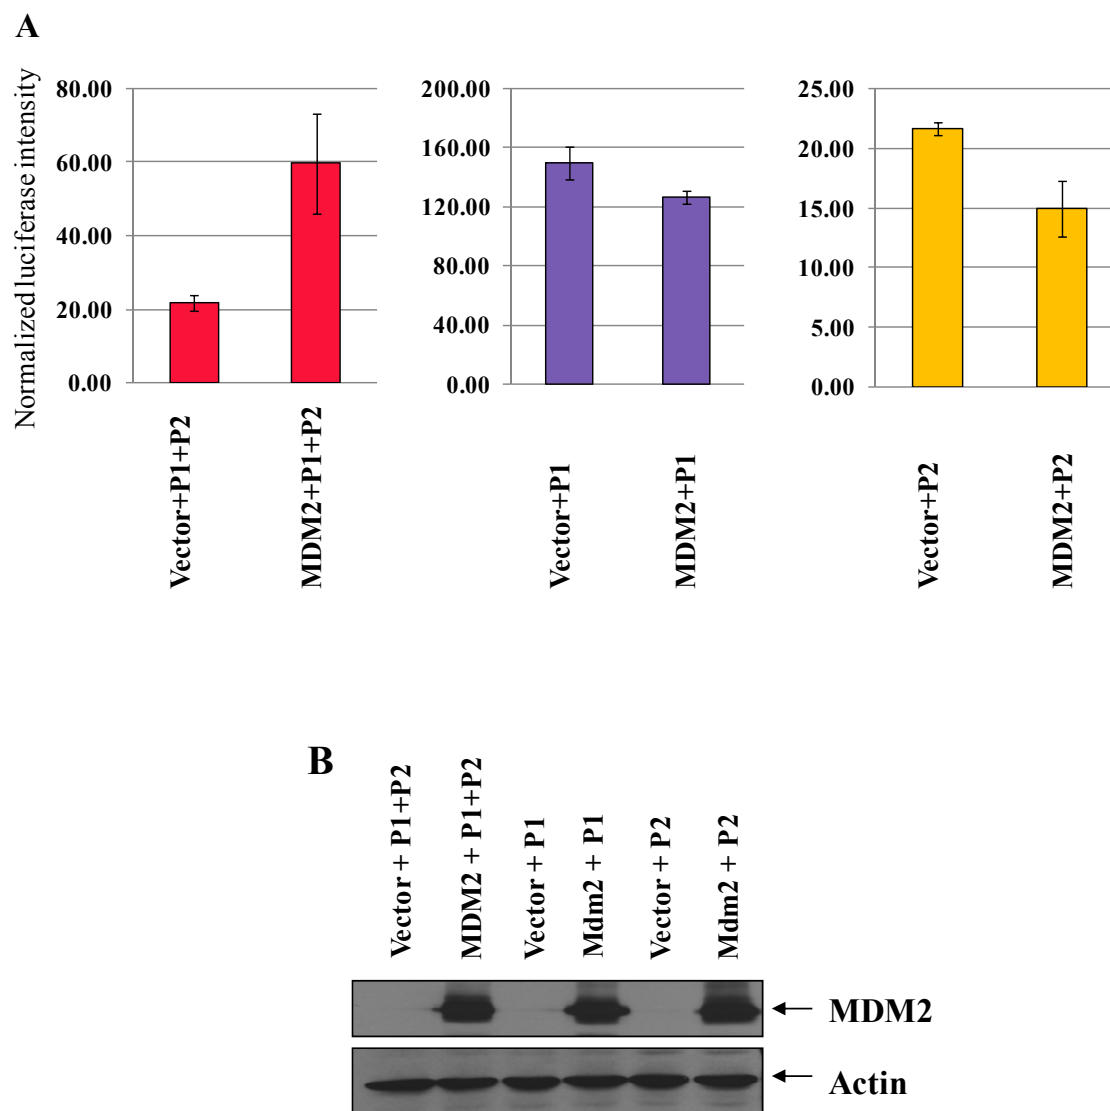 A
Normalized luciferase intensity
80.00
60.00
40.00
20.00
0.00
Vector+P1+P2
MDM2+P1+P2
200.00
160.00
120.00
80.00
40.00
0.00
Vector+P1
MDM2+P1
25.00
20.00
15.00
10.00
5.00
0.00
Vector+P2
MDM2+P2
B
Vector + P1+P2
MDM2 + P1+P2
Vector + P1
Mdm2 + P1
Vector + P2
Mdm2 + P2
MDM2
Actin